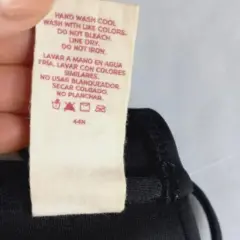 HAND WASH COOL.
WASH WITH LIKE COLORS.
DO NOT BLEACH.
LINE DRY.
DO NOT IRON.
LAVAR A MANO EN AGUA
FRIA. LAVAR CON COLORES
SIMILARES.
NO USAR BLANQUEADOR.
SECAR COLGADO.
NO PLANCHAR.
44H